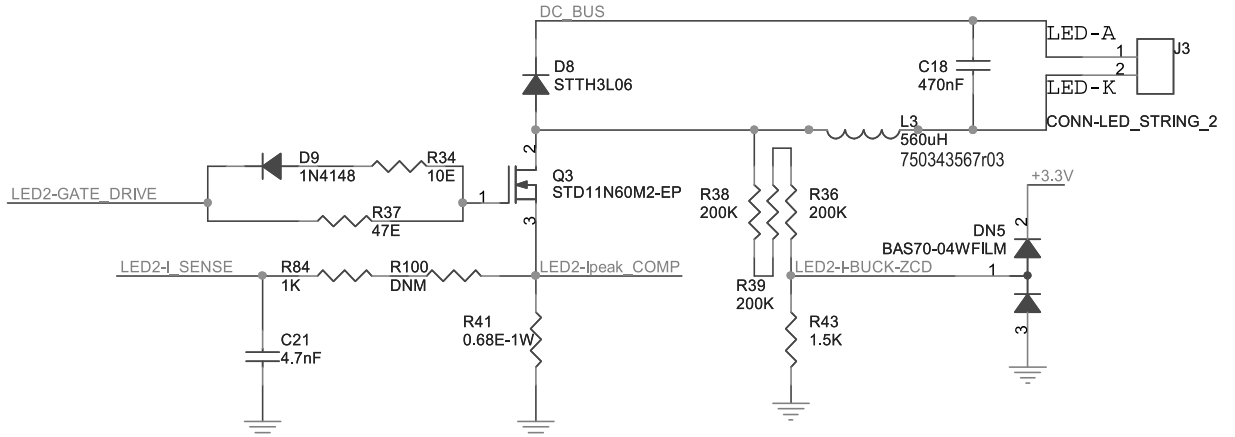 DC_BUS
LED-A
1
J3
D8
STTH3L06
C18
470nF
2
LED-K
CONN-LED_STRING_2
L3
560uH
750343567r03
D9
1N4148
R34
10E
2
Q3
STD11N60M2-EP
1
3
LED2-GATE_DRIVE
R37
47E
R38
200K
R36
200K
+3.3V
2
DN5
BAS70-04WFILM
LED2-I_SENSE
R84
1K
R100
DNM
LED2-Ipeak_COMP
R39
200K
LED2-I-BUCK-ZCD
1
3
C21
4.7nF
R41
0.68E-1W
R43
1.5K